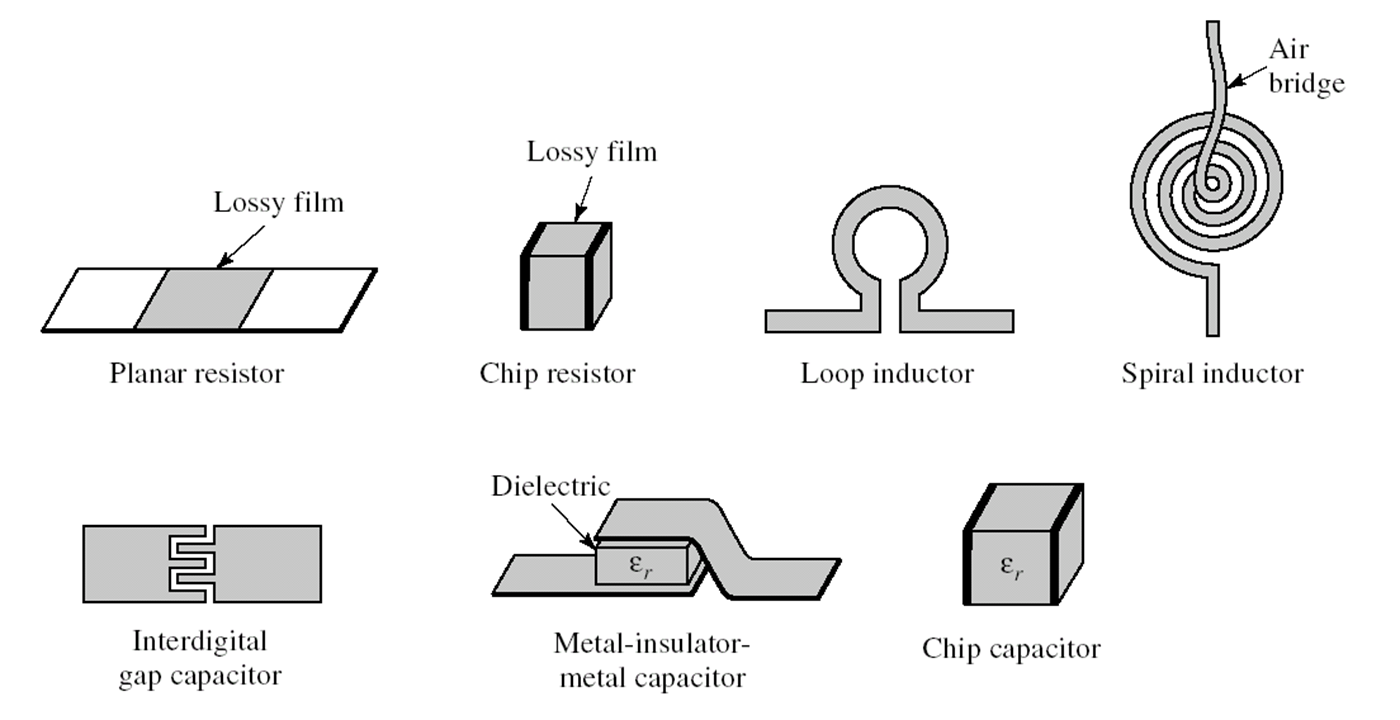 Air
bridge
Lossy film
Lossy film
Planar resistor
Chip resistor
Loop inductor
Spiral inductor
Dielectric
εr
εr
Interdigital
gap capacitor
Metal-insulator-
metal capacitor
Chip capacitor